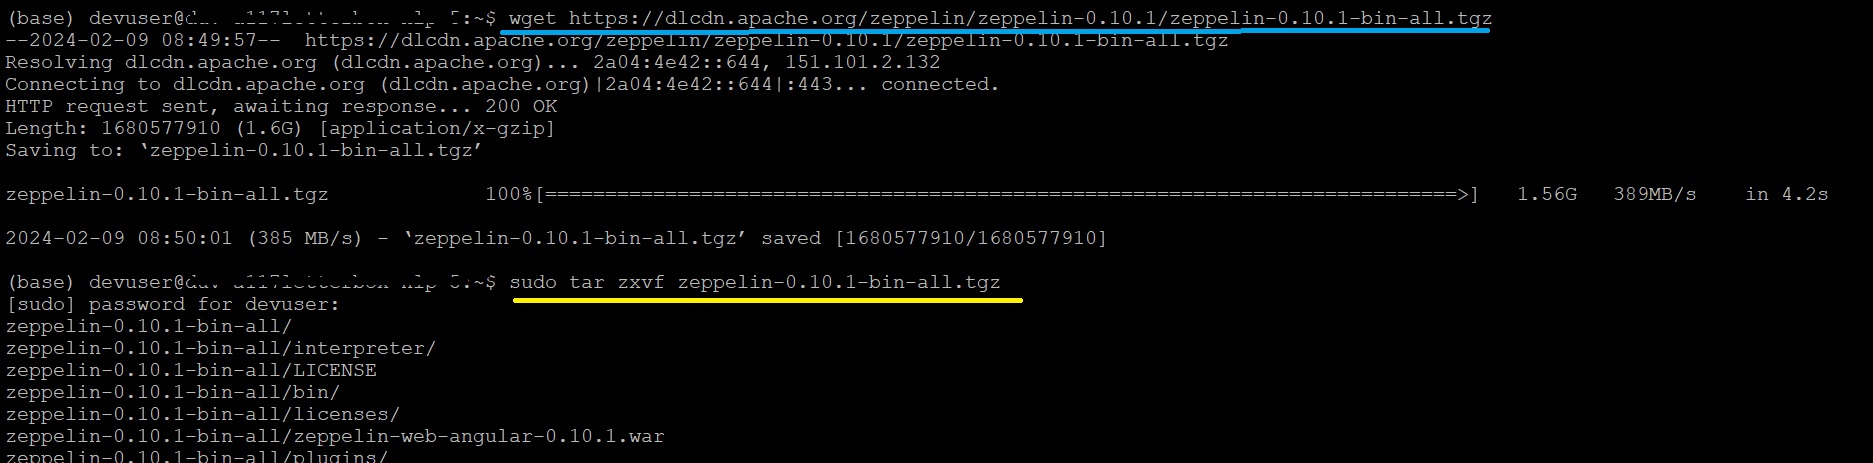 (base) devuser@ :~$ wget https://dlcdn.apache.org/zeppelin/zeppelin-0.10.1/zeppelin-0.10.1-bin-all.tgz
--2024-02-09 08:49:57--  https://dlcdn.apache.org/zeppelin/zeppelin-0.10.1/zeppelin-0.10.1-bin-all.tgz
Resolving dlcdn.apache.org (dlcdn.apache.org)... 2a04:4e42::644, 151.101.2.132
Connecting to dlcdn.apache.org (dlcdn.apache.org)|2a04:4e42::644|:443... connected.
HTTP request sent, awaiting response... 200 OK
Length: 1680577910 (1.6G) [application/x-gzip]
Saving to: ‘zeppelin-0.10.1-bin-all.tgz’
zeppelin-0.10.1-bin-all.tgz 100%[============================================================================>] 1.56G 389MB/s in 4.2s
2024-02-09 08:50:01 (385 MB/s) - ‘zeppelin-0.10.1-bin-all.tgz’ saved [1680577910/1680577910]
(base) devuser@ :~$ sudo tar zxvf zeppelin-0.10.1-bin-all.tgz
[sudo] password for devuser:
zeppelin-0.10.1-bin-all/
zeppelin-0.10.1-bin-all/interpreter/
zeppelin-0.10.1-bin-all/LICENSE
zeppelin-0.10.1-bin-all/bin/
zeppelin-0.10.1-bin-all/licenses/
zeppelin-0.10.1-bin-all/zeppelin-web-angular-0.10.1.war
zeppelin-0.10.1-bin-all/plugins/